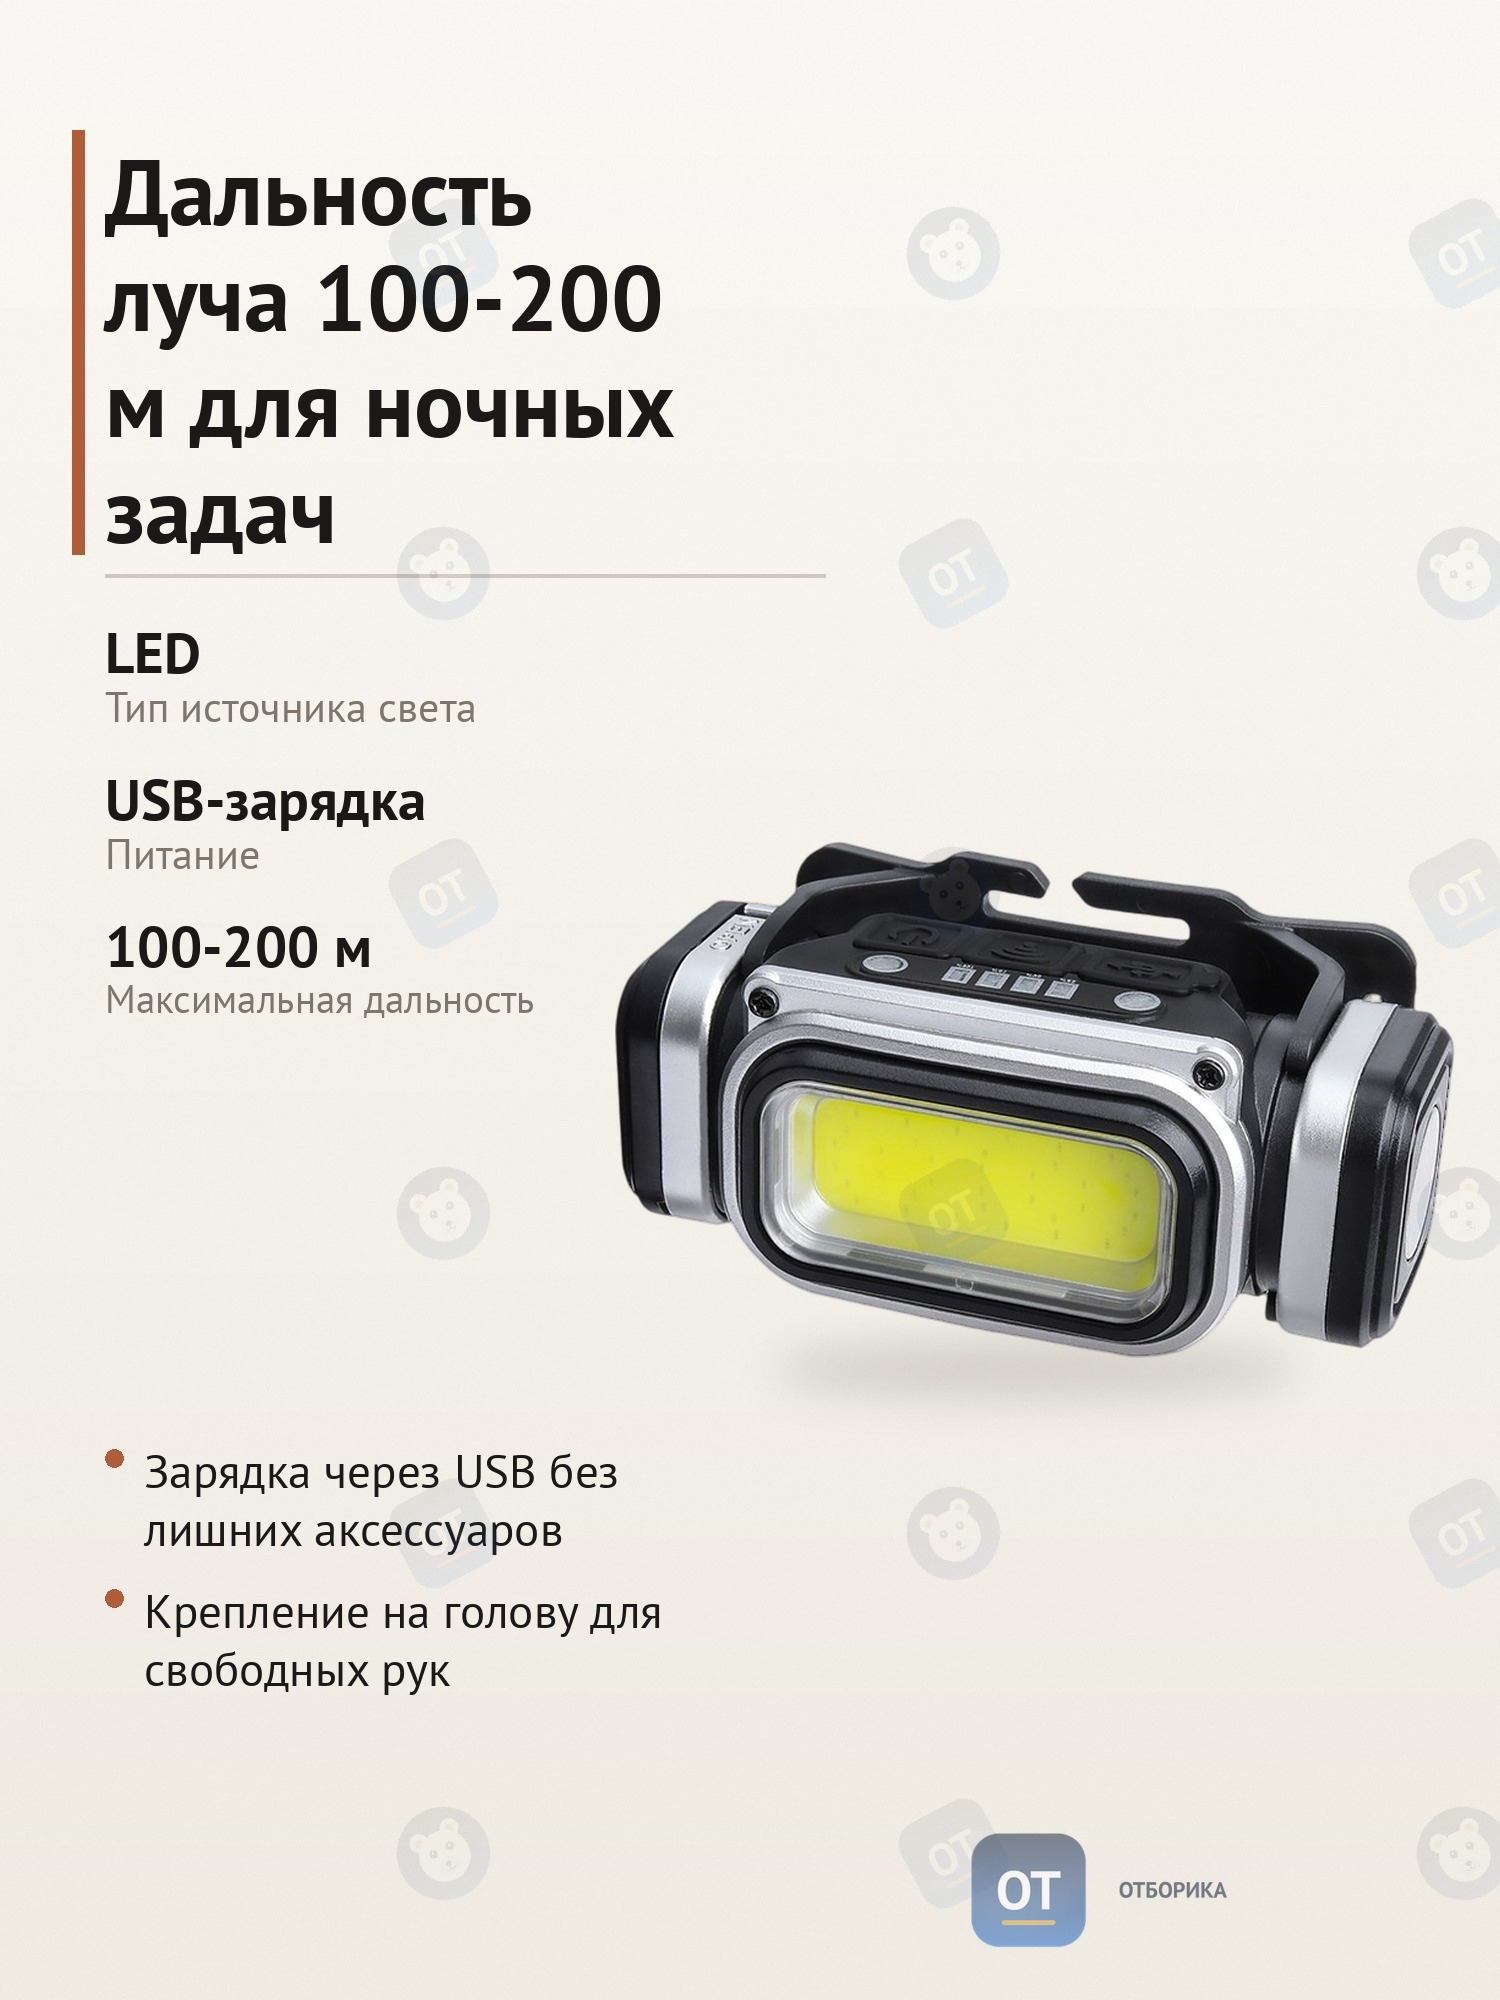 Дальность
луча 100-200
м для ночных
задач
LED
Тип источника света
USB-зарядка
Питание
100-200 м
Максимальная дальность
Зарядка через USB без
лишних аксессуаров
Крепление на голову для
свободных рук
ОТ
ОТБОРИКА